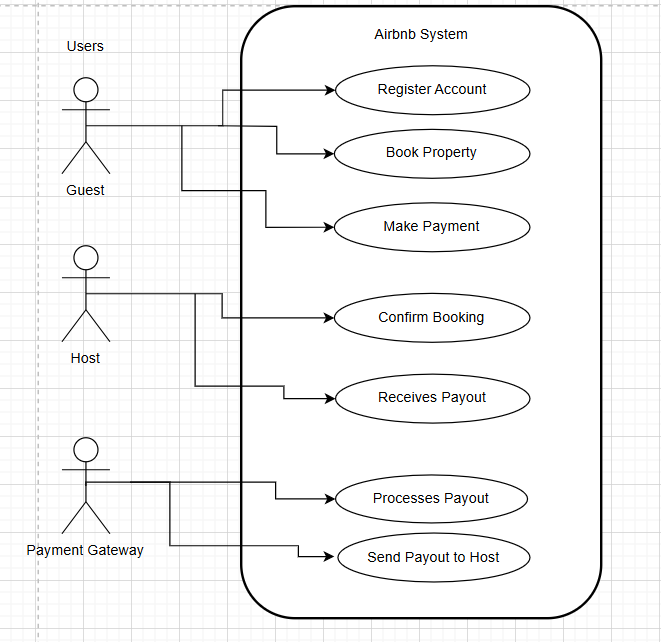 Airbnb System
Users
Register Account
Book Property
Guest
Make Payment
Confirm Booking
Host
Receives Payout
Processes Payout
Payment Gateway
Send Payout to Host